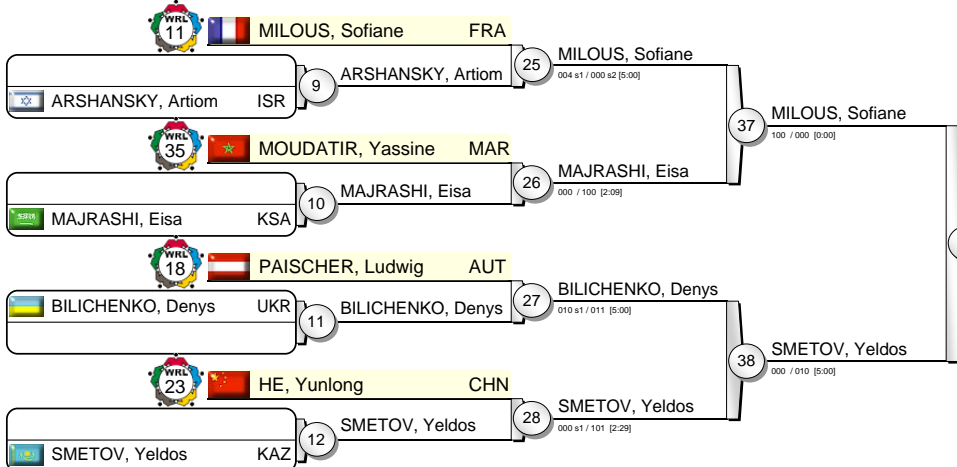 WRL
11
MILOUS, Sofiane FRA
9
ARSHANSKY, Artiom
ARSHANSKY, Artiom ISR
25
MILOUS, Sofiane
004 s1 / 000 s2 [5:00]
WRL
35
MOUDATIR, Yassine MAR
10
MAJRASHI, Eisa
MAJRASHI, Eisa KSA
26
MAJRASHI, Eisa
000 / 100 [2:09]
37
MILOUS, Sofiane
100 / 000 [0:00]
WRL
18
PAISCHER, Ludwig AUT
BILICHENKO, Denys UKR
11
BILICHENKO, Denys
27
BILICHENKO, Denys
010 s1 / 011 [5:00]
WRL
23
HE, Yunlong CHN
12
SMETOV, Yeldos
SMETOV, Yeldos KAZ
28
SMETOV, Yeldos
000 s1 / 101 [2:29]
38
SMETOV, Yeldos
000 / 010 [5:00]